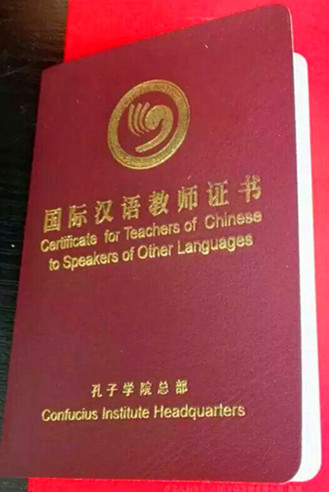 国际汉语教师证书
Certificate for Teachers of Chinese
to Speakers of Other Languages
孔子学院总部
Confucius Institute Headquarters